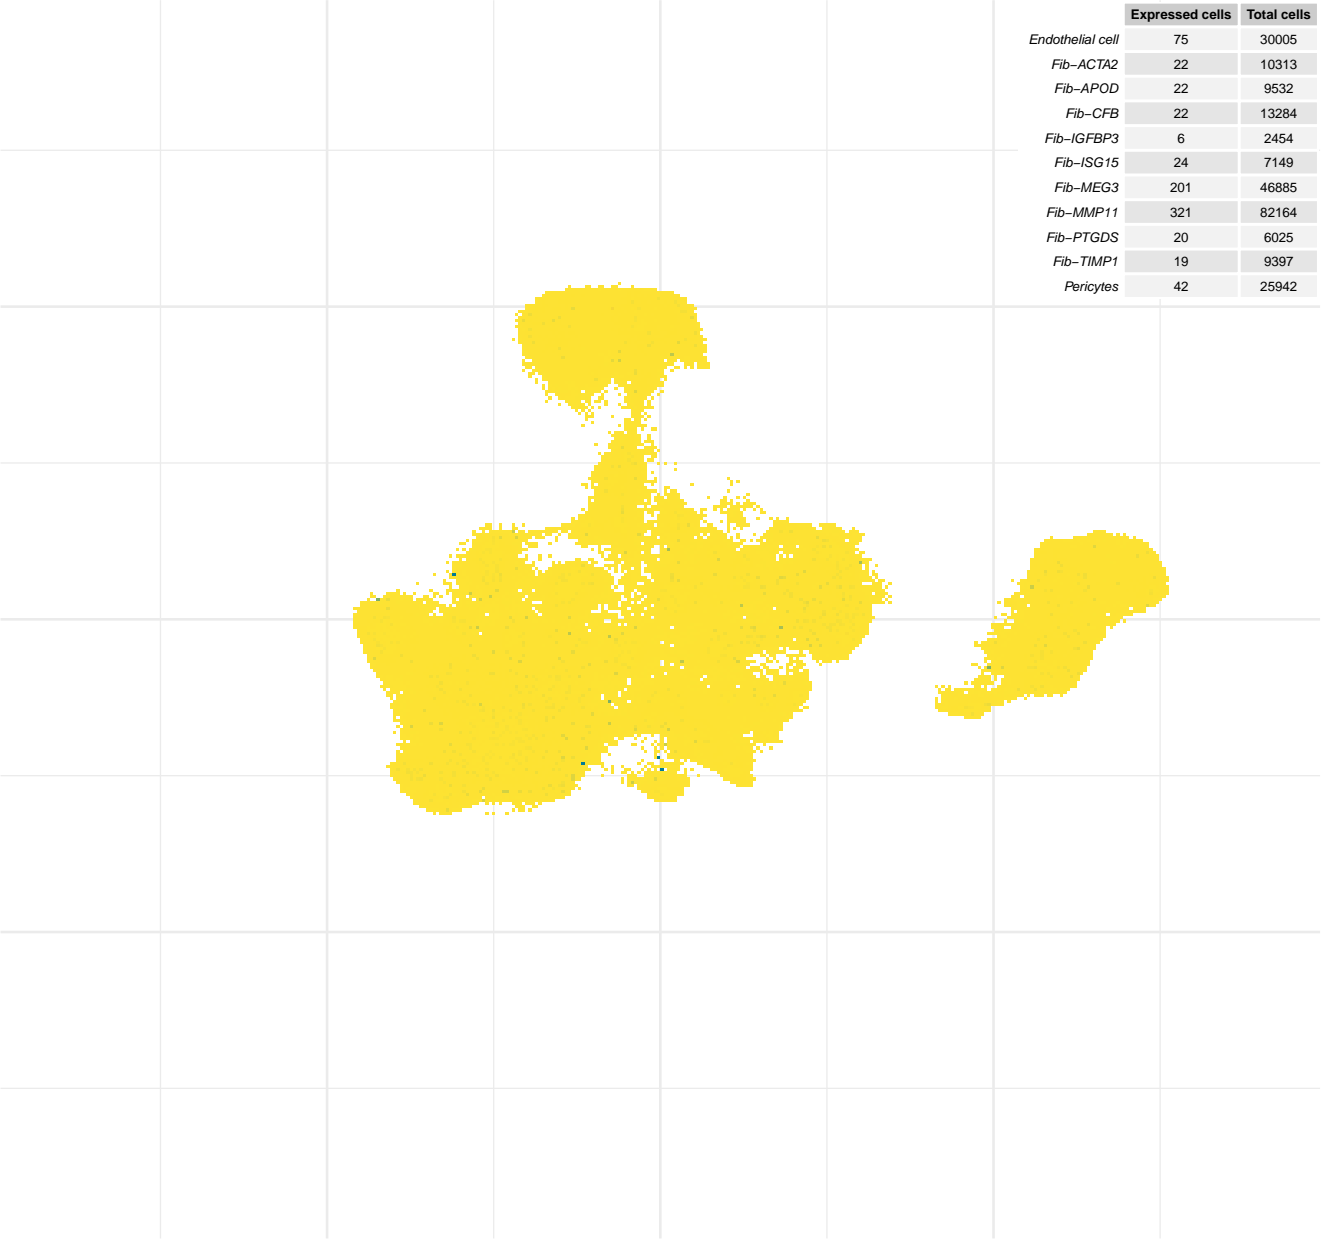 Expressed cells Total cells
Endothelial cell 75 30005
Fib−ACTA2 22 10313
Fib−APOD 22 9532
Fib−CFB 22 13284
Fib−IGFBP3 6 2454
Fib−ISG15 24 7149
Fib−MEG3 201 46885
Fib−MMP11 321 82164
Fib−PTGDS 20 6025
Fib−TIMP1 19 9397
Pericytes 42 25942